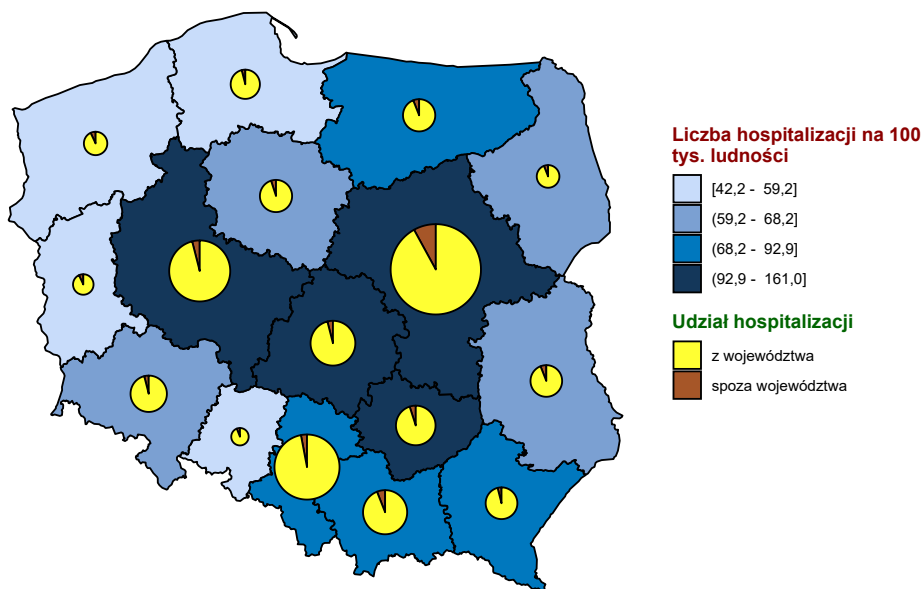 Liczba hospitalizacji na 100
tys. ludności
[42,2 - 59,2]
(59,2 - 68,2]
(68,2 - 92,9]
(92,9 - 161,0]
Udział hospitalizacji
z województwa
spoza województwa